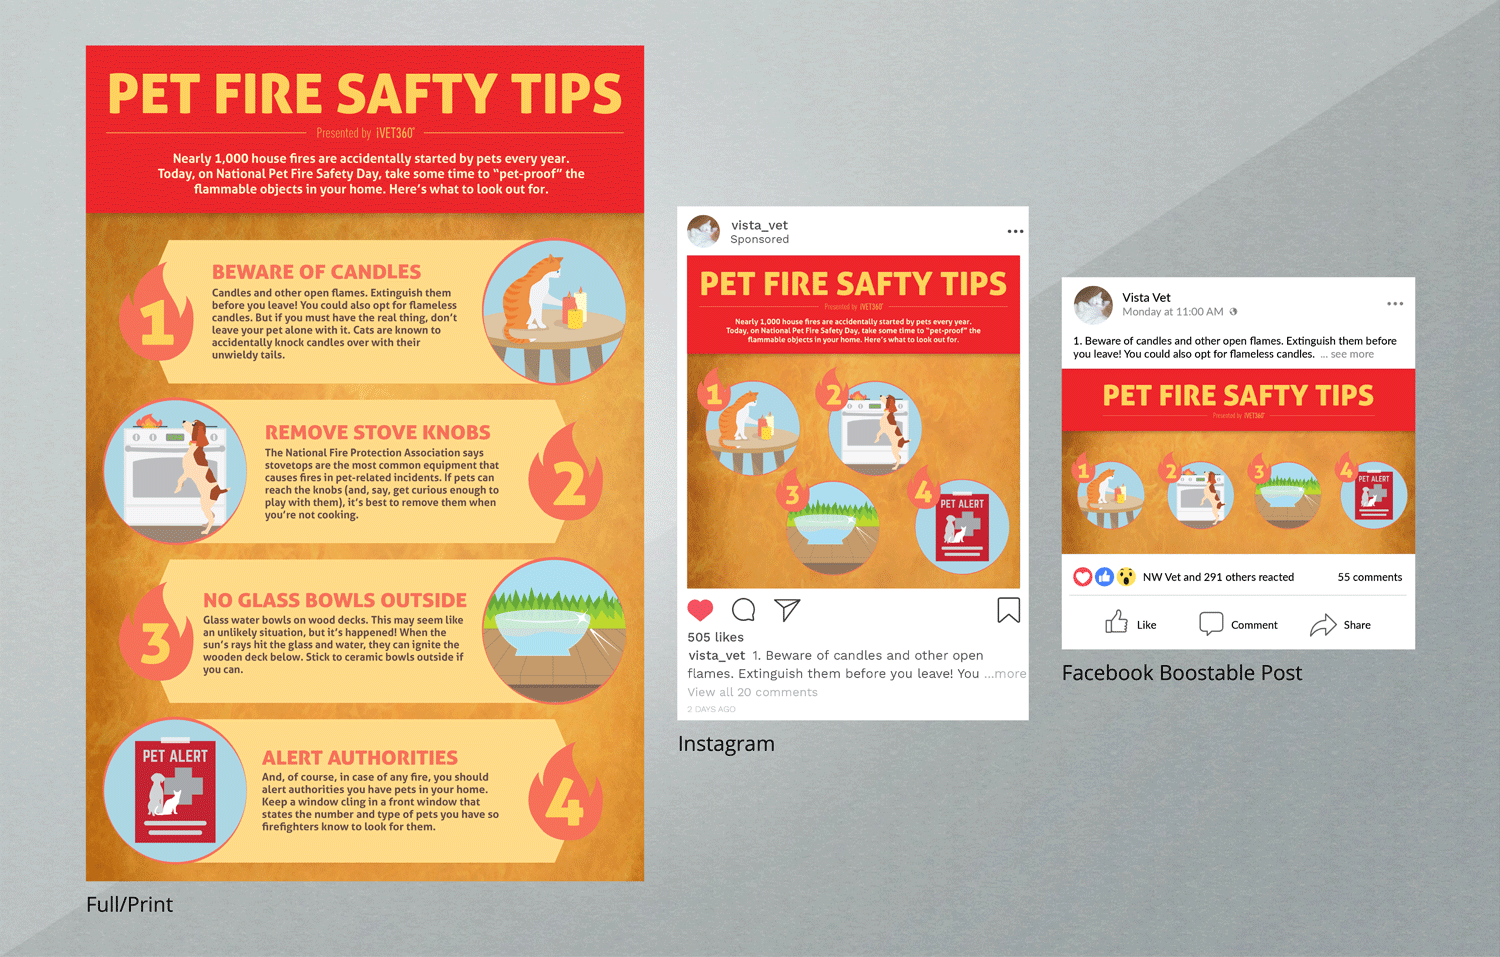 PET FIRE SAFTY TIPS
Presented by iVET360
Nearly 1,000 house fires are accidentally started by pets every year.
Today, on National Pet Fire Safety Day, take some time to “pet-proof” the
flammable objects in your home. Here’s what to look out for.
1
BEWARE OF CANDLES
Candles and other open flames. Extinguish them
before you leave! You could also opt for flameless
candles. But if you must have the real thing, don’t
leave your pet alone with it. Cats are known to
accidentally knock candles over with their
unwieldy tails.
REMOVE STOVE KNOBS
The National Fire Protection Association says
stovetops are the most common equipment that
causes fires in pet-related incidents. If pets can
reach the knobs (and, say, get curious enough to
play with them), it’s best to remove them when
you’re not cooking.
2
3
NO GLASS BOWLS OUTSIDE
Glass water bowls on wood decks. This may seem like
an unlikely situation, but it’s happened! When the
sun’s rays hit the glass and water, they can ignite the
wooden deck below. Stick to ceramic bowls outside if
you can.
PET ALERT
ALERT AUTHORITIES
And, of course, in case of any fire, you should
alert authorities you have pets in your home.
Keep a window cling in a front window that
states the number and type of pets you have so
firefighters know to look for them.
4
Full/Print
vista_vet
Sponsored
PET FIRE SAFTY TIPS
Presented by iVET360
Nearly 1,000 house fires are accidentally started by pets every year.
Today, on National Pet Fire Safety Day, take some time to “pet-proof” the
flammable objects in your home. Here’s what to look out for.
1
2
3
4
PET ALERT
505 likes
vista_vet 1. Beware of candles and other open
flames. Extinguish them before you leave! You ...more
View all 20 comments
2 DAYS AGO
Instagram
Vista Vet
Monday at 11:00 AM
1. Beware of candles and other open flames. Extinguish them before
you leave! You could also opt for flameless candles. ... see more
PET FIRE SAFTY TIPS
Presented by iVET360
1
2
3
4
PET ALERT
NW Vet and 291 others reacted
55 comments
Like
Comment
Share
Facebook Boostable Post